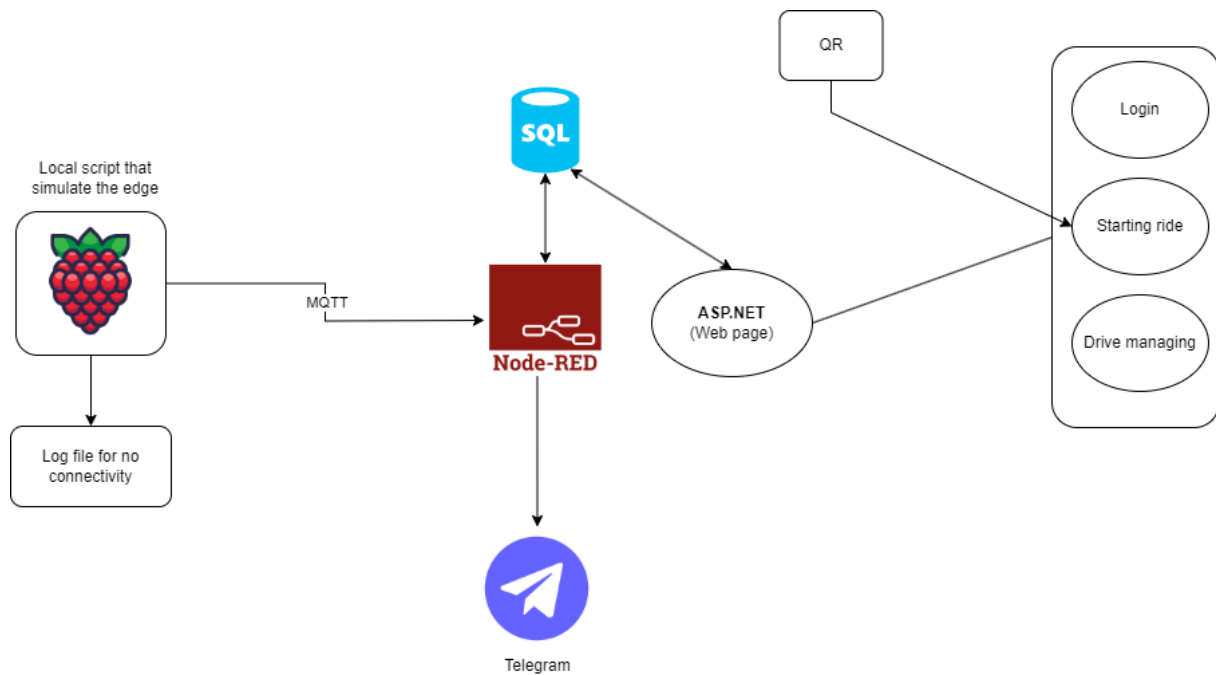 QR
Login
SQL
Local script that
simulate the edge
Starting ride
MQTT
ASP.NET
(Web page)
Drive managing
Node-RED
Log file for no
connectivity
Telegram